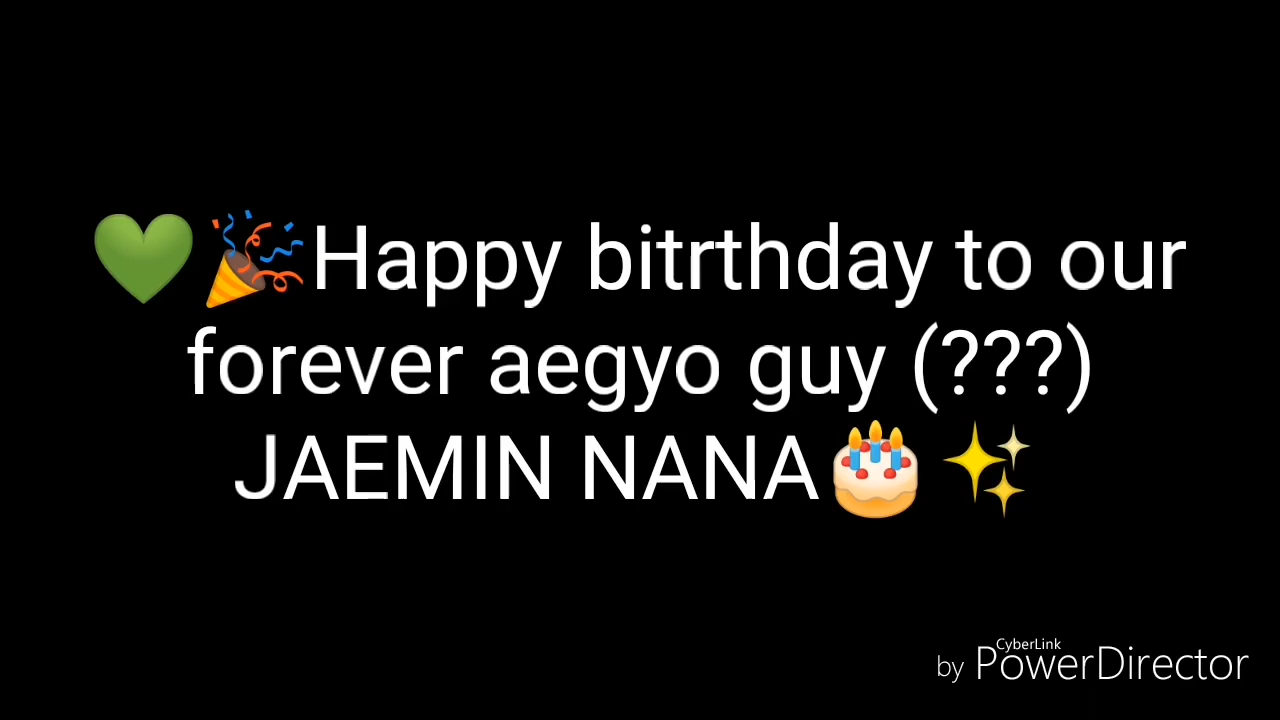 💚🎉Happy bitrthday to our
forever aegyo guy (???)
JAEMIN NANA🎂✨
CyberLink
by PowerDirector